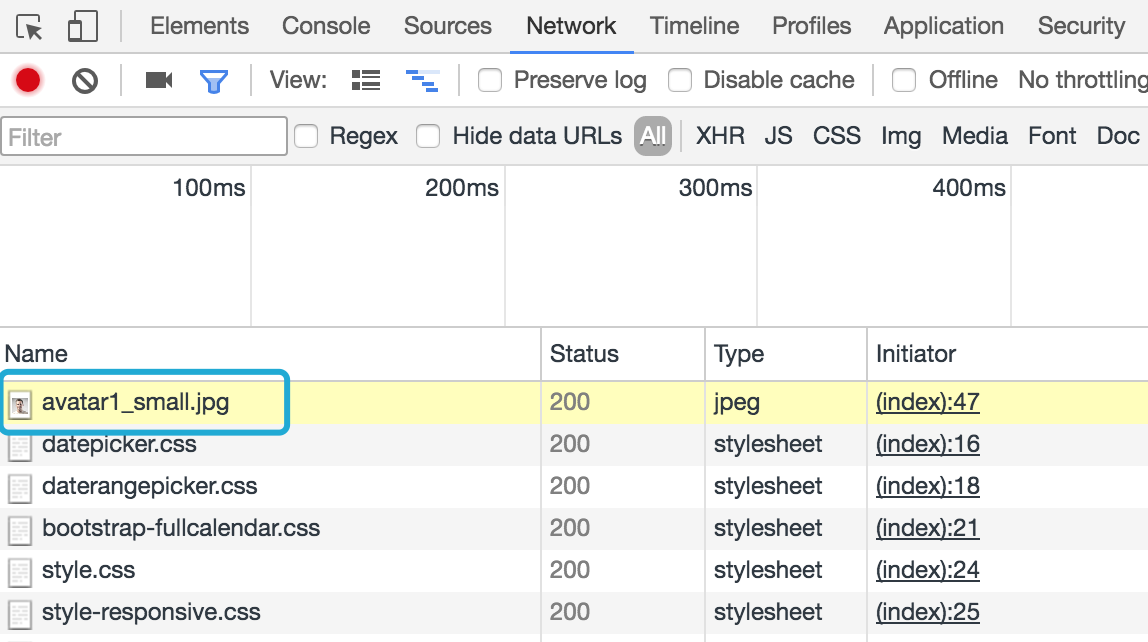 Elements Console Sources Network Timeline Profiles Application Security
View: Preserve log Disable cache Offline No throttling
Filter Regex Hide data URLs All XHR JS CSS Img Media Font Doc
100ms 200ms 300ms 400ms
Name Status Type Initiator
avatar1_small.jpg 200 jpeg (index):47
datepicker.css 200 stylesheet (index):16
daterangepicker.css 200 stylesheet (index):18
bootstrap-fullcalendar.css 200 stylesheet (index):21
style.css 200 stylesheet (index):24
style-responsive.css 200 stylesheet (index):25